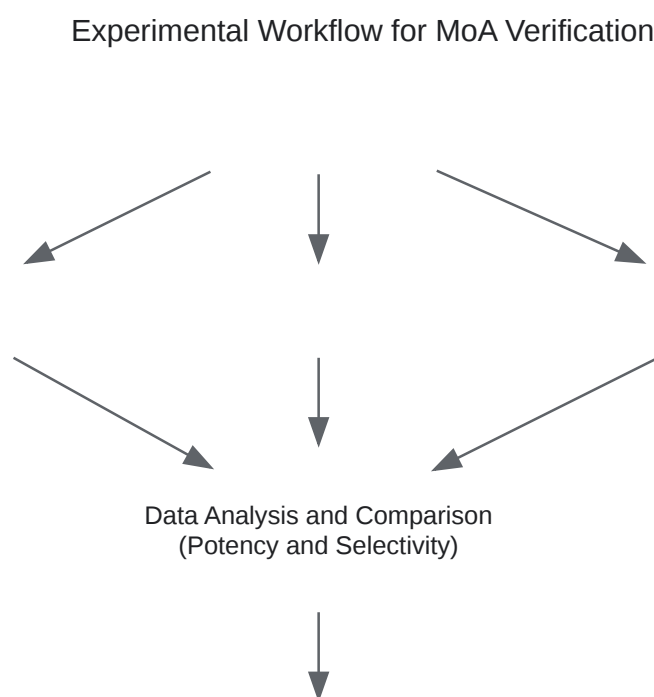 Experimental Workflow for MoA Verification
Data Analysis and Comparison
(Potency and Selectivity)